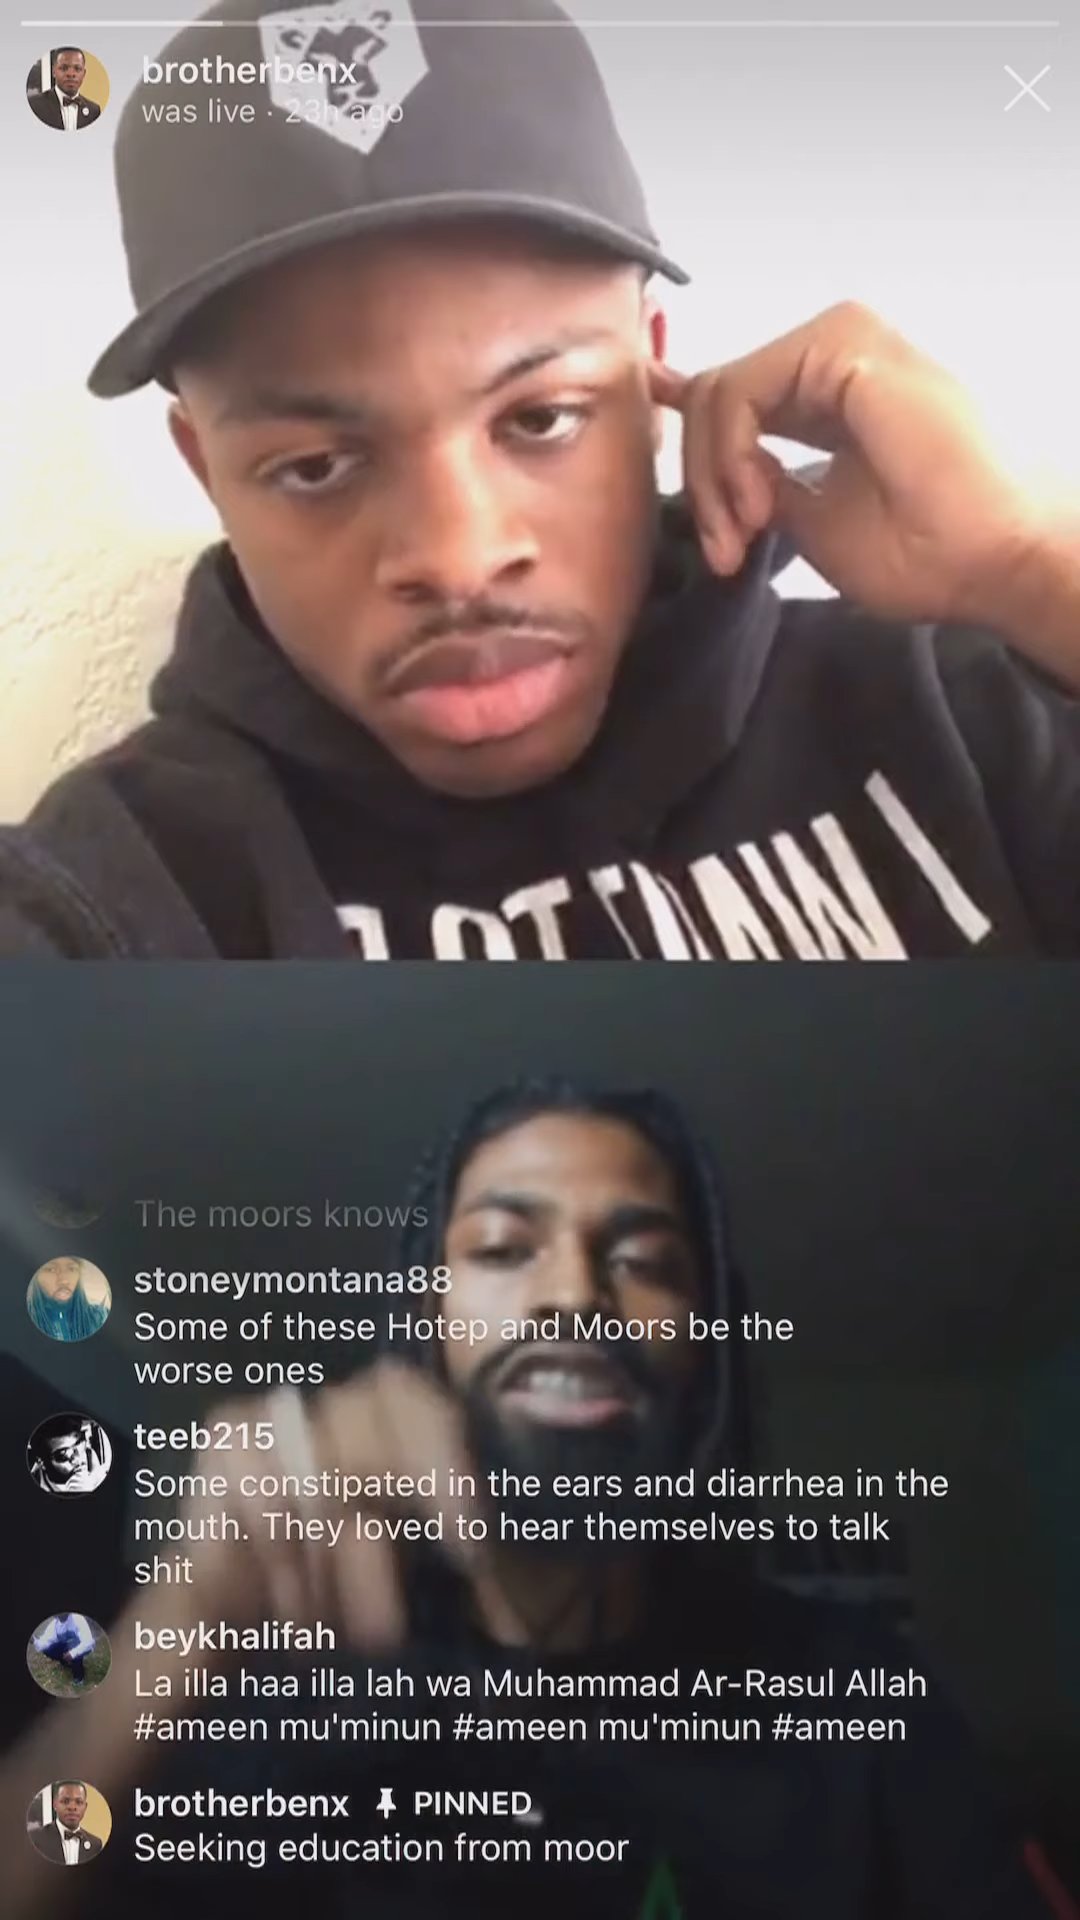 brotherbenx
was live · 23h ago
The moors knows
stoneymontana88
Some of these Hotep and Moors be the
worse ones
teeb215
Some constipated in the ears and diarrhea in the
mouth. They loved to hear themselves to talk
shit
beykhalifah
La illa haa illa lah wa Muhammad Ar-Rasul Allah
#ameen mu'minun #ameen mu'minun #ameen
brotherbenx PINNED
Seeking education from moor